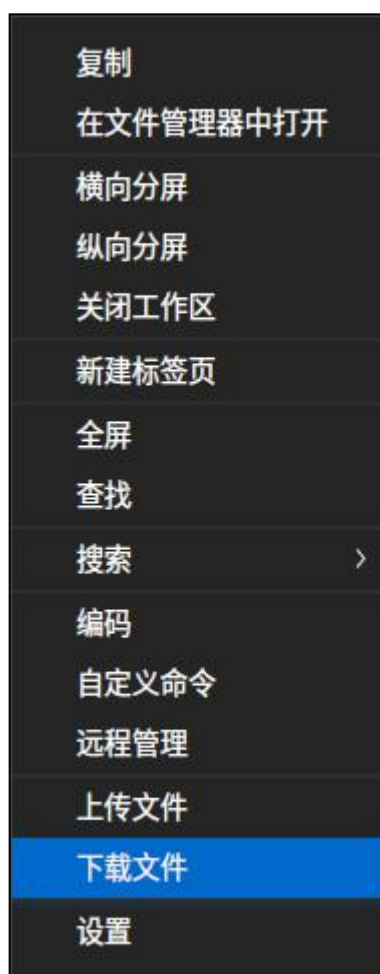 复制
在文件管理器中打开
横向分屏
纵向分屏
关闭工作区
新建标签页
全屏
查找
搜索
编码
自定义命令
远程管理
上传文件
下载文件
设置